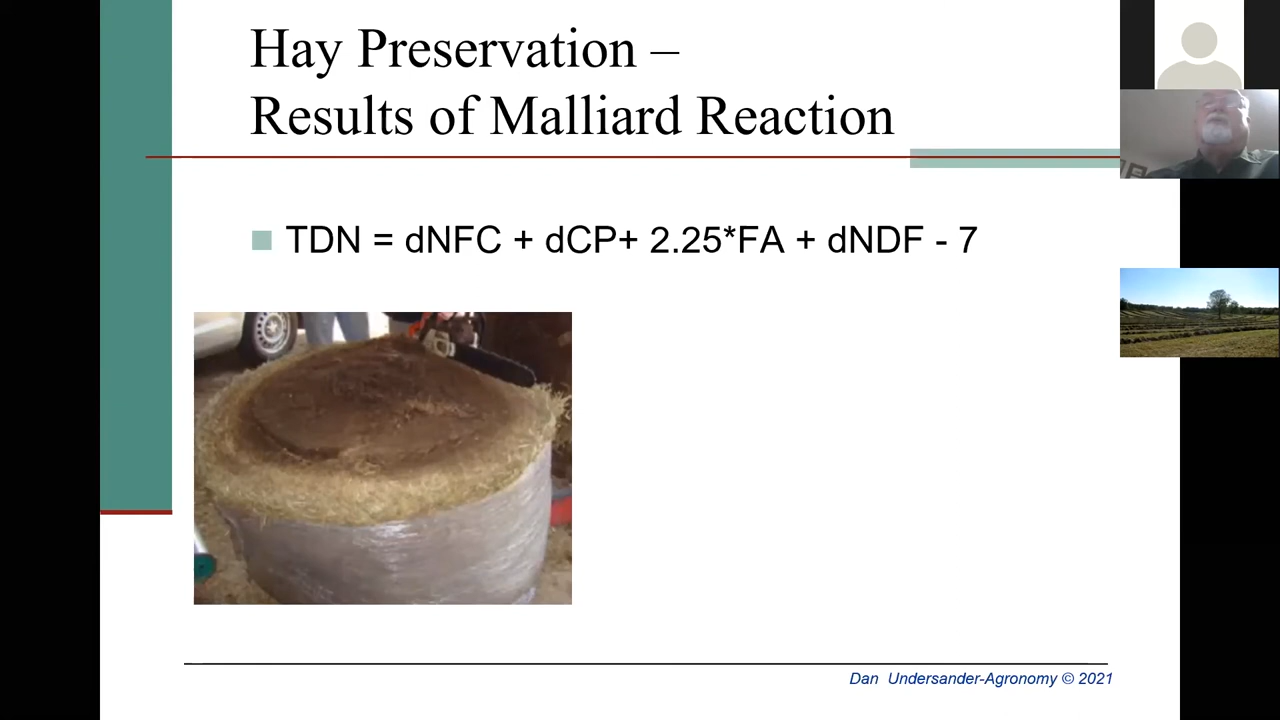 Hay Preservation –
Results of Malliard Reaction
TDN = dNFC + dCP+ 2.25*FA + dNDF - 7
Dan Undersander-Agronomy © 2021